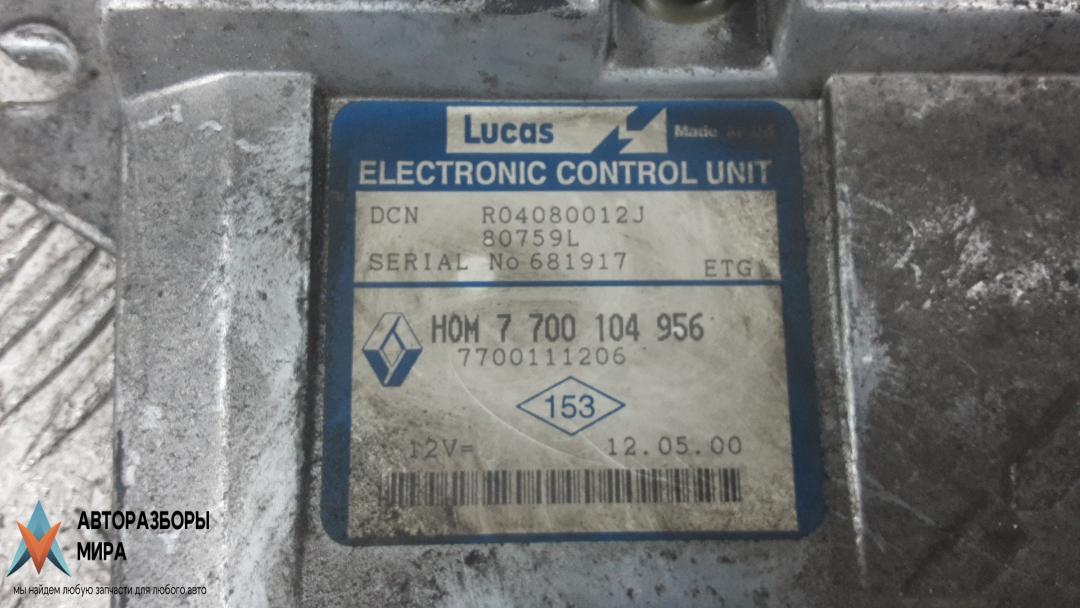 Lucas
Made
ELECTRONIC CONTROL UNIT
DCN R04080012J
80759L
SERIAL No 681917 ETG
HOM 7 700 104 956
7700111206
153
12V= 12.05.00
АВТОРАЗБОРЫ
МИРА
мы найдем любую запчасти для любого авто